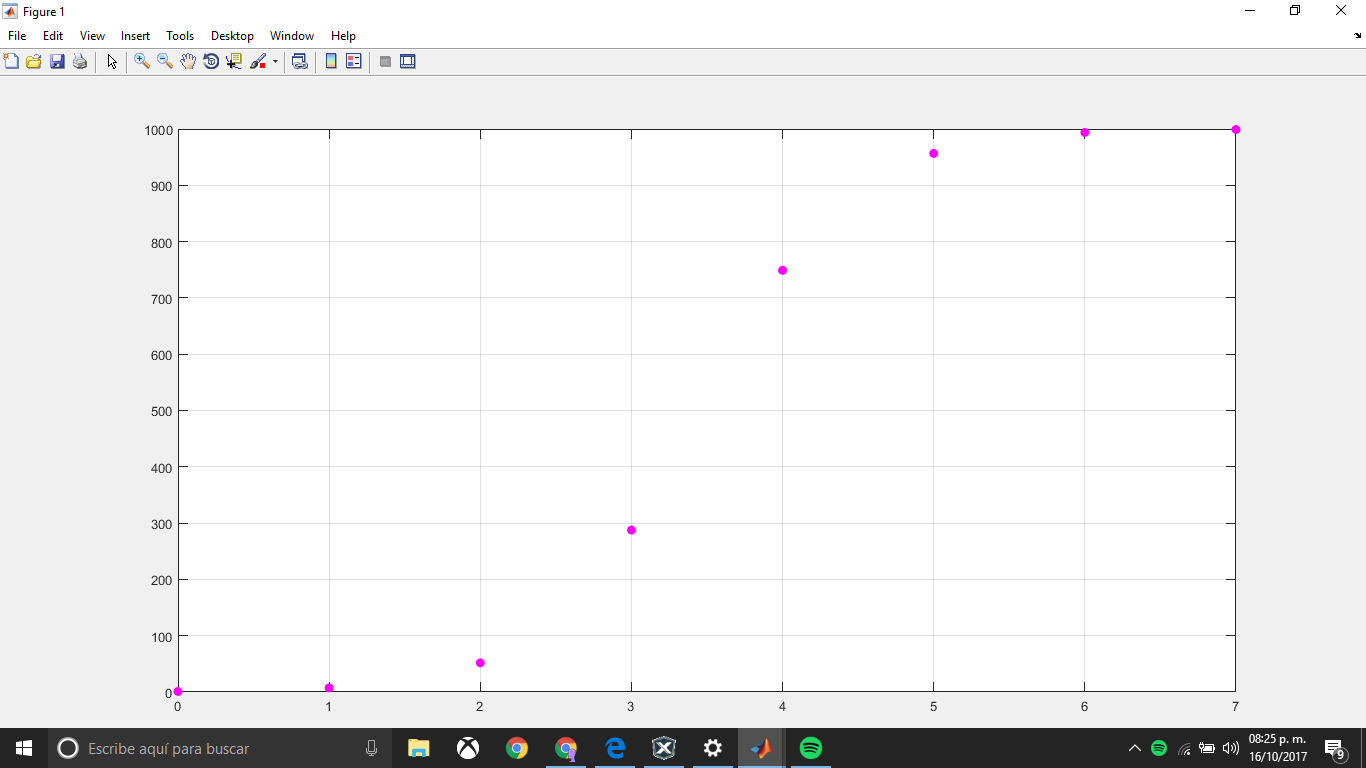 Figure 1
File Edit View Insert Tools Desktop Window Help
1000
900
800
700
600
500
400
300
200
100
0
0 1 2 3 4 5 6 7
Escribe aquí para buscar
08:25 p. m.
16/10/2017
9